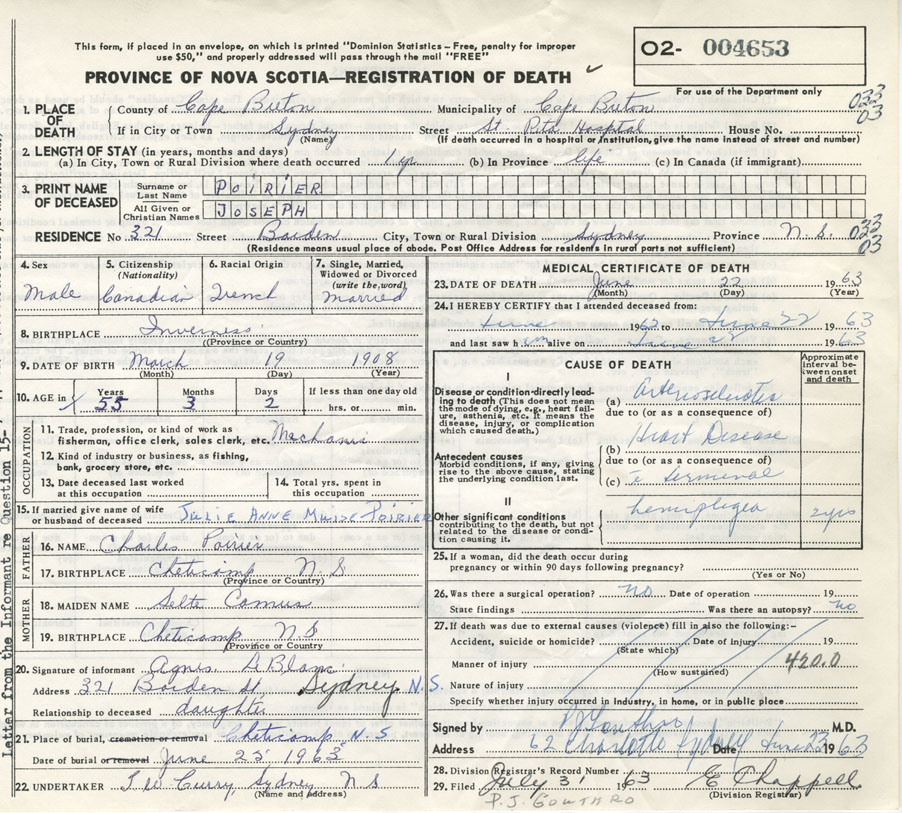 This form, if placed in an envelope, on which is printed "Dominion Statistics – Free, penalty for improper
use $50," and properly addressed will pass through the mail "FREE"
O2- 004653
PROVINCE OF NOVA SCOTIA—REGISTRATION OF DEATH
For use of the Department only
1. PLACE OF DEATH
County of Cape Breton Municipality of Cape Breton 033
If in City or Town Sydney Street St. Rita Hospital House No. 03
(Name) (If death occurred in a hospital or institution, give the name instead of street and number)
2. LENGTH OF STAY (in years, months and days)
(a) In City, Town or Rural Division where death occurred 1 yr (b) In Province life (c) In Canada (if immigrant)
3. PRINT NAME OF DECEASED
Surname or Last Name POIRIER
All Given or Christian Names JOSEPH
RESIDENCE No 321 Street Borden City, Town or Rural Division Sydney Province N.S. 033
03
(Residence means usual place of abode. Post Office Address for residents in rural parts not sufficient)
4. Sex
Male
5. Citizenship (Nationality)
Canadian
6. Racial Origin
French
7. Single, Married, Widowed or Divorced (write the word)
married
8. BIRTHPLACE Inverness
(Province or Country)
9. DATE OF BIRTH March 19 1908
(Month) (Day) (Year)
10. AGE in Years 55 Months 3 Days 2 If less than one day old
hrs. or min.
OCCUPATION
11. Trade, profession, or kind of work as
fisherman, office clerk, sales clerk, etc. Mechanic
12. Kind of industry or business, as fishing,
bank, grocery store, etc.
13. Date deceased last worked at this occupation
14. Total yrs. spent in this occupation
15. If married give name of wife
or husband of deceased JULIE ANNE MUISE-POIRIER
FATHER
16. NAME Charles Poirier
17. BIRTHPLACE Cheticamp N.S
(Province or Country)
MOTHER
18. MAIDEN NAME
19. BIRTHPLACE Cheticamp N S
(Province or Country)
20. Signature of informant Agnes
Address 321 Borden St Sydney N.S.
Relationship to deceased daughter
21. Place of burial, cremation or removal Cheticamp N.S
Date of burial or removal June 25 1963
22. UNDERTAKER Curry, Sydney N S
(Name and address)
Letter from the Informant re Question 15-
MEDICAL CERTIFICATE OF DEATH
23. DATE OF DEATH June 22 1963
(Month) (Day) (Year)
24. I HEREBY CERTIFY that I attended deceased from:
June 1962 to June 22 1963
and last saw him alive on June 22 1963
CAUSE OF DEATH
Approximate interval between onset and death
I
Disease or condition directly leading to death (This does not mean the mode of dying, e.g., heart failure, asthenia, etc. It means the disease, injury, or complication which caused death.)
(a) Arteriosclerotic
due to (or as a consequence of)
(b) Heart Disease
Antecedent causes
Morbid conditions, if any, giving rise to the above cause, stating the underlying condition last.
due to (or as a consequence of)
(c) c terminal
II
Other significant conditions contributing to the death, but not related to the disease or condition causing it.
hemiplegia 2 yrs
25. If a woman, did the death occur during
pregnancy or within 90 days following pregnancy?
(Yes or No)
26. Was there a surgical operation? no Date of operation 19
State findings Was there an autopsy? no
27. If death was due to external causes (violence) fill in also the following:-
Accident, suicide or homicide? Date of injury 19
(State which)
Manner of injury 420.0
(How sustained)
Nature of injury
Specify whether injury occurred in Industry, in home, or in public place
Signed by M.D.
Address 62 Charlotte Sydney Date June 23 1963
28. Division Registrar's Record Number
29. Filed July 31 1963 E Chappell
(Division Registrar)
P.J. GOUTHRO